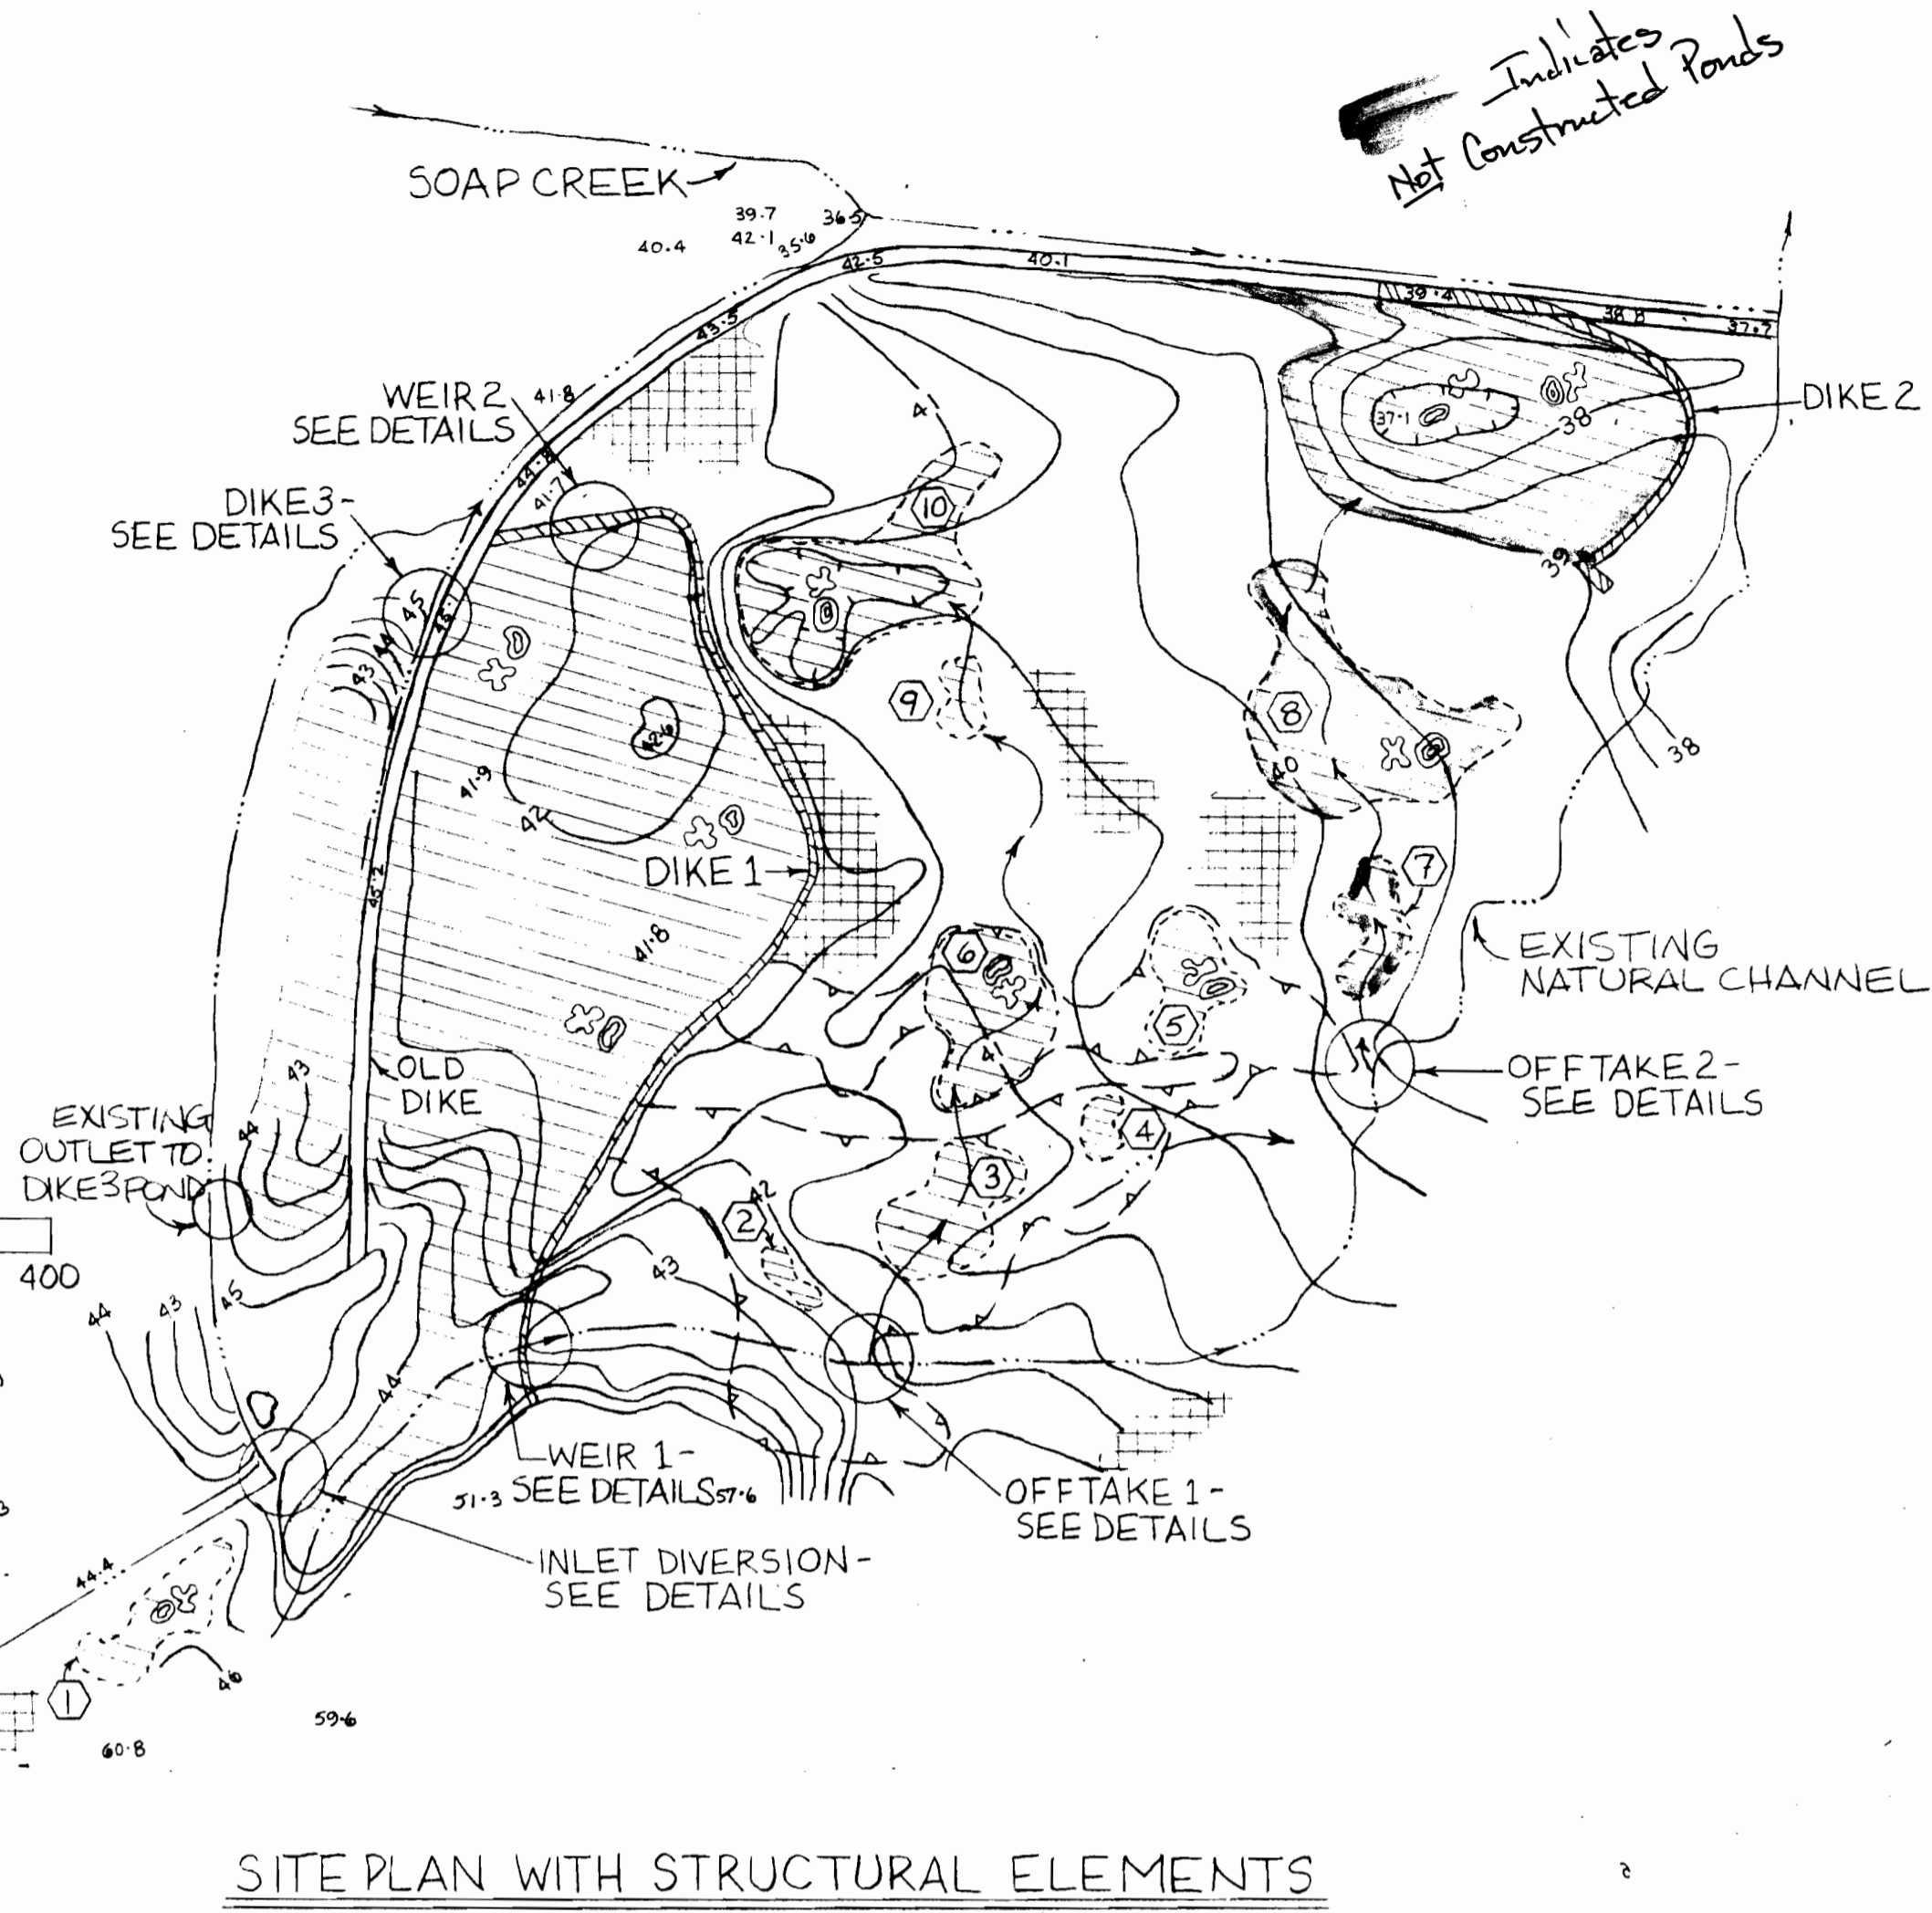 Indicates
Not Constructed Ponds
SOAP CREEK
39.7
36.5
40.4
42.1
35.6
42.5
40.1
39.4
38.8
37.7
43.5
WEIR 2
SEE DETAILS
41.8
DIKE 2
37.1
38
41.7
DIKE 3-
SEE DETAILS
10
39
45
44
43
9
8
42.6
38
41.9
40
42
DIKE 1
7
45.2
41.8
6
EXISTING
NATURAL CHANNEL
5
OLD
DIKE
43
OFFTAKE 2-
SEE DETAILS
EXISTING
OUTLET TO
DIKE 3 POND
44
4
3
42
2
400
43
44
43
45
44
WEIR 1-
SEE DETAILS
51.3
57.6
OFFTAKE 1-
SEE DETAILS
INLET DIVERSION-
SEE DETAILS
44.4
46
1
59.6
60.8
SITE PLAN WITH STRUCTURAL ELEMENTS